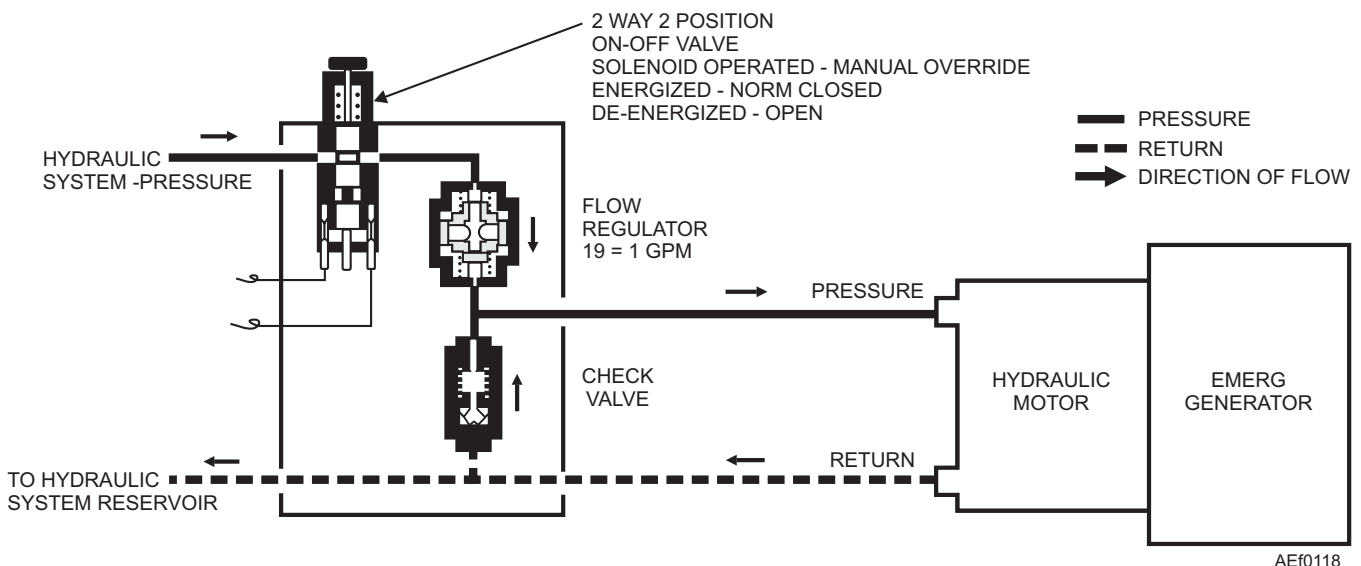 2 WAY 2 POSITION
ON-OFF VALVE
SOLENOID OPERATED - MANUAL OVERRIDE
ENERGIZED - NORM CLOSED
DE-ENERGIZED - OPEN
PRESSURE
RETURN
DIRECTION OF FLOW
HYDRAULIC
SYSTEM -PRESSURE
FLOW
REGULATOR
19 = 1 GPM
PRESSURE
CHECK
VALVE
HYDRAULIC
MOTOR
EMERG
GENERATOR
RETURN
TO HYDRAULIC
SYSTEM RESERVOIR
AEf0118